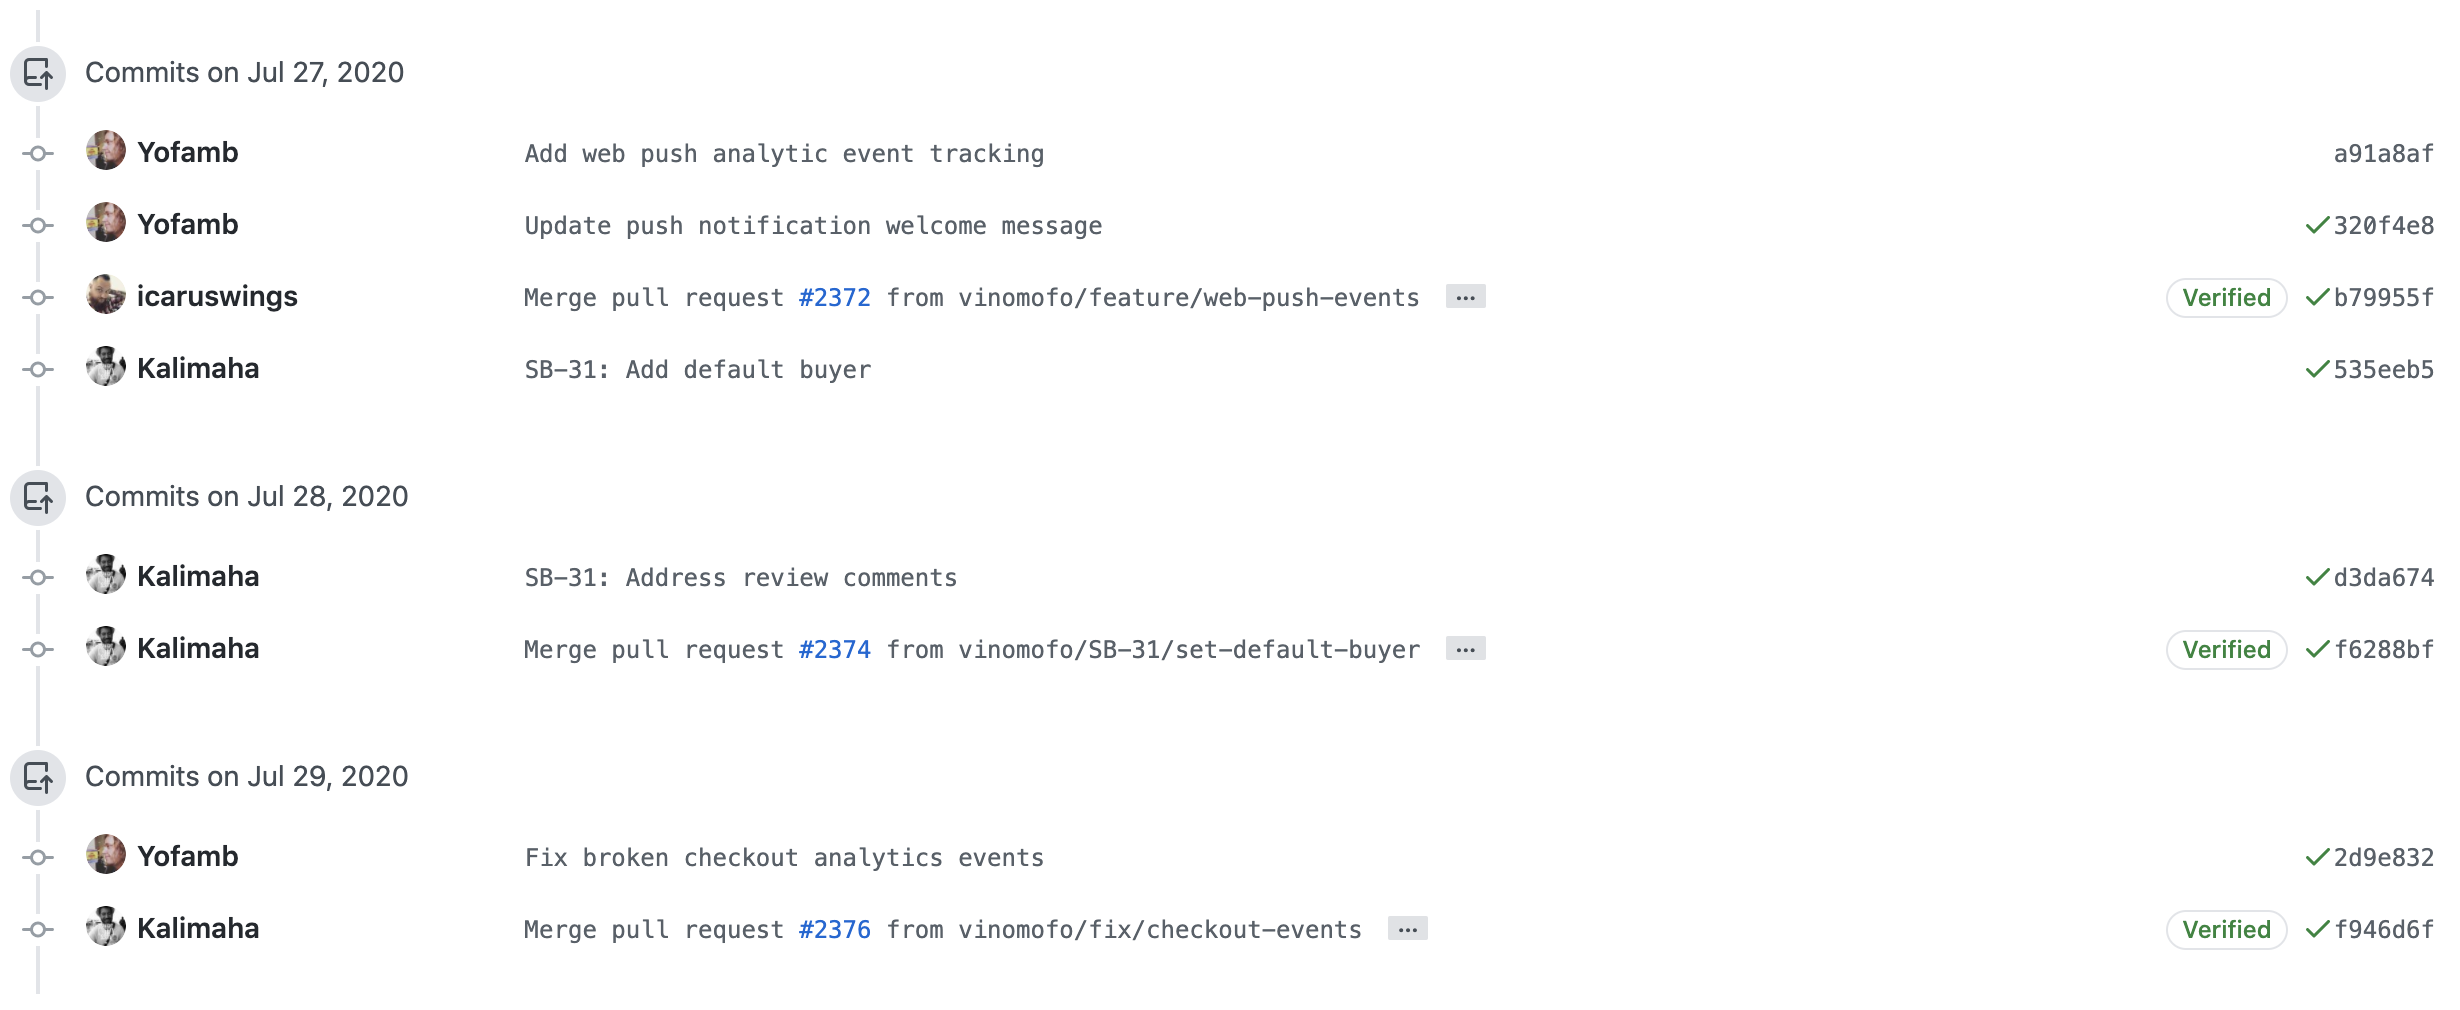 Commits on Jul 27, 2020
Yofamb Add web push analytic event tracking a91a8af
Yofamb Update push notification welcome message 320f4e8
icaruswings Merge pull request #2372 from vinomofo/feature/web-push-events … Verified b79955f
Kalimaha SB-31: Add default buyer 535eeb5
Commits on Jul 28, 2020
Kalimaha SB-31: Address review comments d3da674
Kalimaha Merge pull request #2374 from vinomofo/SB-31/set-default-buyer … Verified f6288bf
Commits on Jul 29, 2020
Yofamb Fix broken checkout analytics events 2d9e832
Kalimaha Merge pull request #2376 from vinomofo/fix/checkout-events … Verified f946d6f